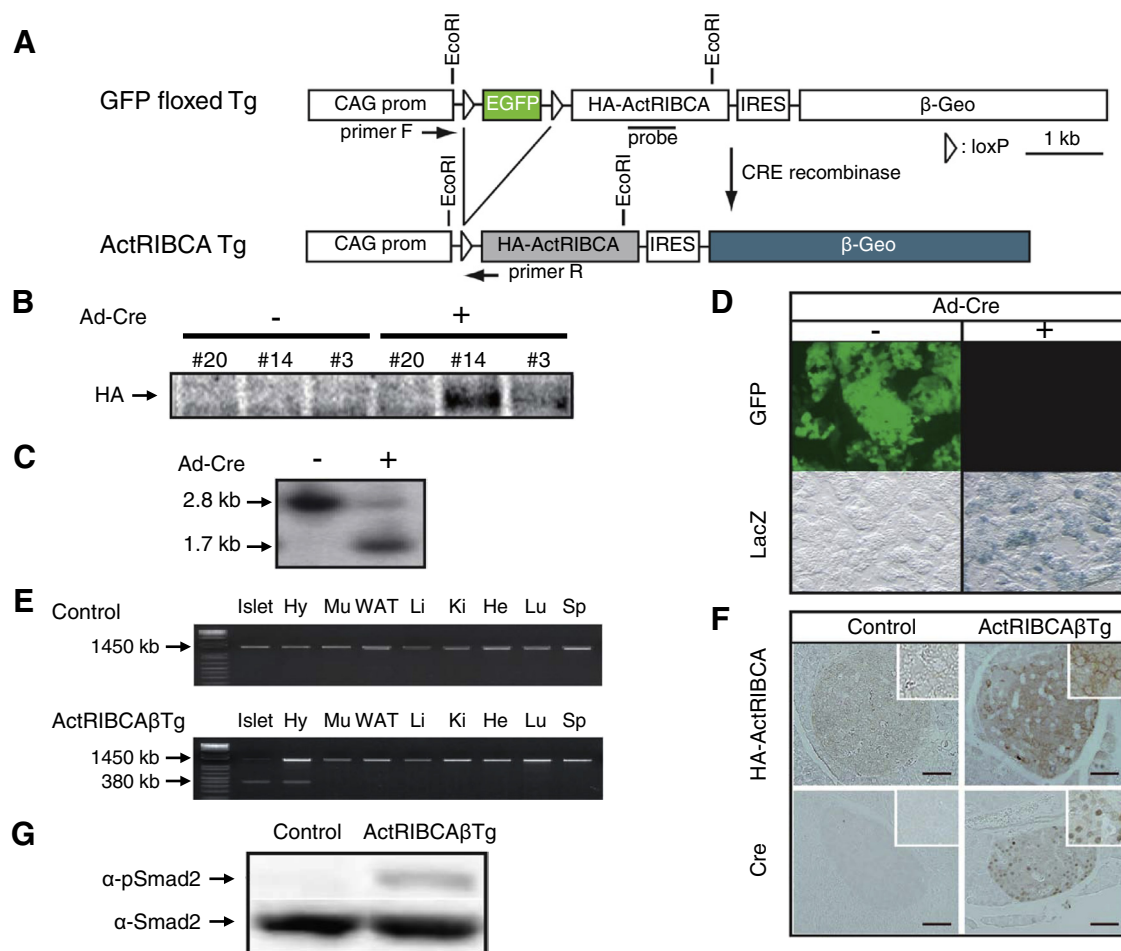 A
EcoRI
EcoRI
GFP floxed Tg
CAG prom
EGFP
HA-ActRIBCA
IRES
β-Geo
primer F
probe
: loxP
1 kb
EcoRI
EcoRI
CRE recombinase
ActRIBCA Tg
CAG prom
HA-ActRIBCA
IRES
β-Geo
primer R
B
Ad-Cre
-
+
#20 #14 #3 #20 #14 #3
HA
C
Ad-Cre
-
+
2.8 kb
1.7 kb
D
Ad-Cre
-
+
GFP
LacZ
E
Control
Islet Hy Mu WAT Li Ki He Lu Sp
1450 kb
ActRIBCAβTg
Islet Hy Mu WAT Li Ki He Lu Sp
1450 kb
380 kb
F
Control
ActRIBCAβTg
HA-ActRIBCA
Cre
G
Control
ActRIBCAβTg
α-pSmad2
α-Smad2